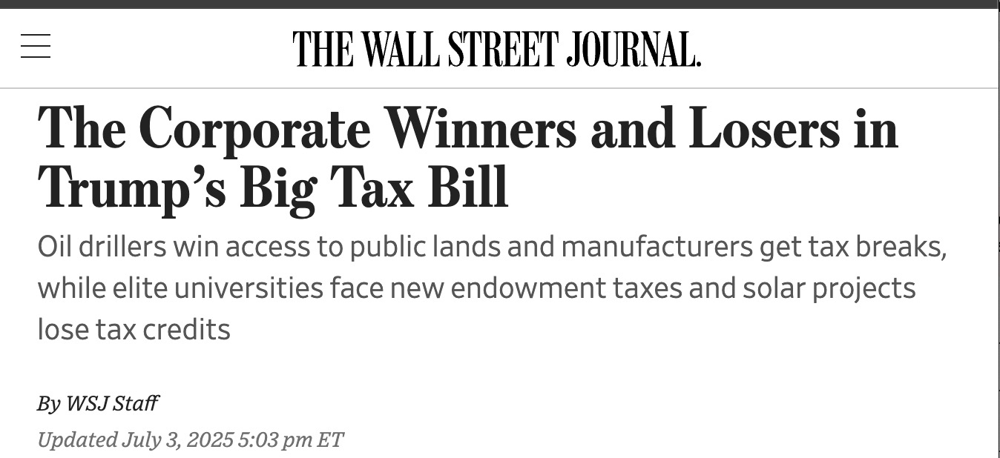 THE WALL STREET JOURNAL.
The Corporate Winners and Losers in
Trump’s Big Tax Bill
Oil drillers win access to public lands and manufacturers get tax breaks,
while elite universities face new endowment taxes and solar projects
lose tax credits
By WSJ Staff
Updated July 3, 2025 5:03 pm ET